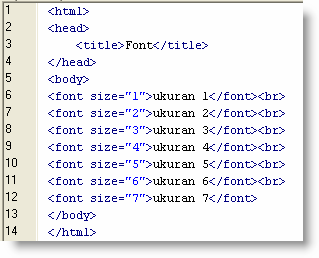 1 <html>
2 <head>
3 <title>Font</title>
4 </head>
5 <body>
6 <font size="1">ukuran 1</font><br>
7 <font size="2">ukuran 2</font><br>
8 <font size="3">ukuran 3</font><br>
9 <font size="4">ukuran 4</font><br>
10 <font size="5">ukuran 5</font><br>
11 <font size="6">ukuran 6</font><br>
12 <font size="7">ukuran 7</font>
13 </body>
14 </html>